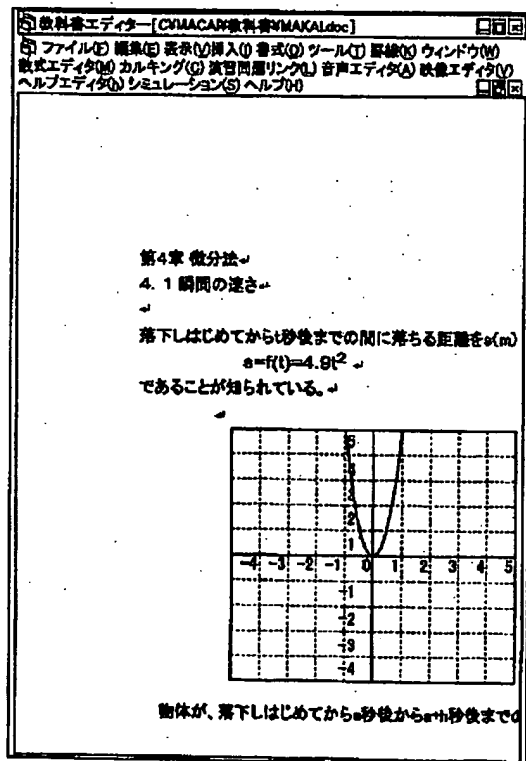 教科書エディター-[C¥MACAP¥教科書¥MAKALdoc]
ファイル(F) 編集(E) 表示(V)挿入(I) 書式(O) ツール(T) 罫線(K) ウィンドウ(W)
数式エディタ(M) カルキング(C) 演習問題リンク(L) 音声エディタ(A) 映像エディタ(V)
ヘルプエディタ(h) シミュレーション(S) ヘルプ(H)
第4章 微分法↵
4. 1 瞬間の速さ↵
↵
落下しはじめてからt秒後までの間に落ちる距離をs(m)
s=f(t)=4.9t² ↵
であることが知られている。↵
↵
5
4
3
2
1
-4 -3 -2 -1 0 1 2 3 4 5
-1
-2
-3
-4
物体が、落下しはじめてからa秒後からa+h秒後までの